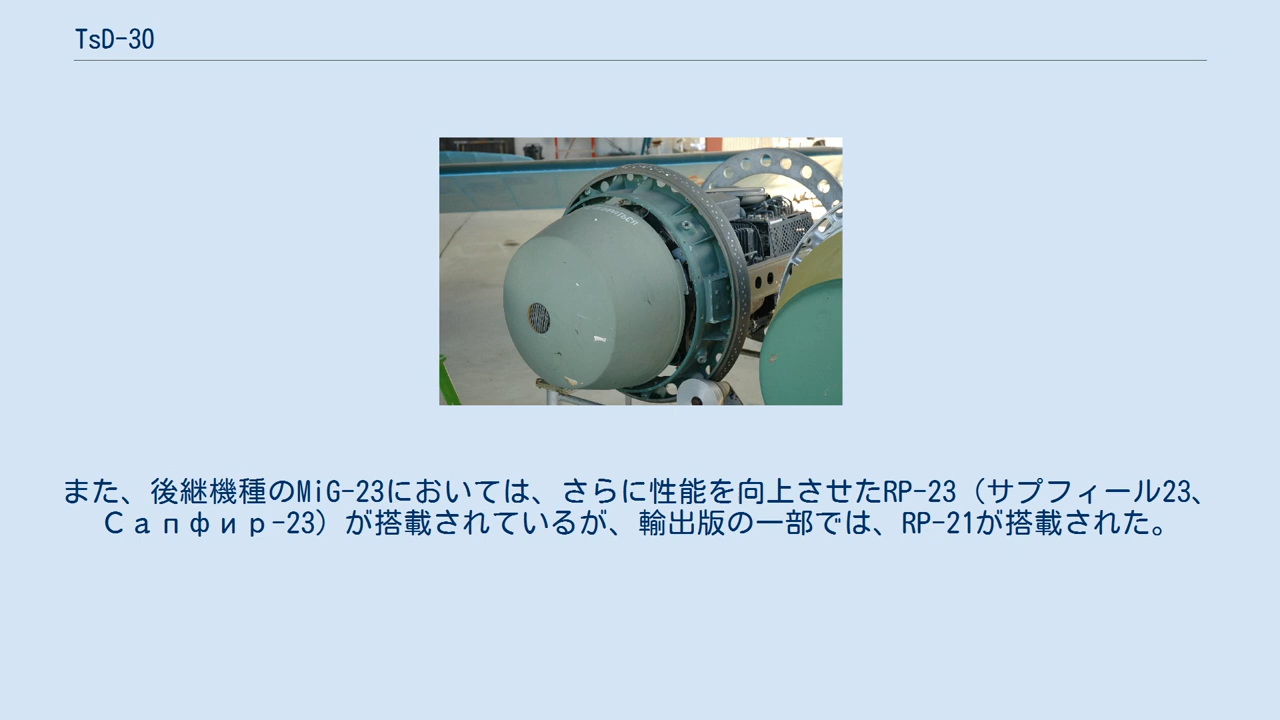 TsD-30
また、後継機種のMiG-23においては、さらに性能を向上させたRP-23（サプフィール23、
Сапфир-23）が搭載されているが、輸出版の一部では、RP-21が搭載された。